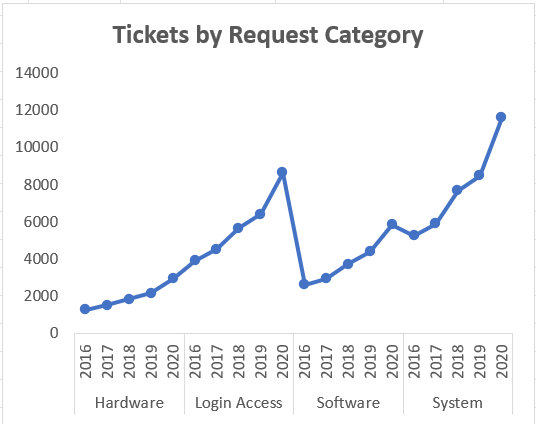 Tickets by Request Category
14000
12000
10000
8000
6000
4000
2000
0
2016 2017 2018 2019 2020 2016 2017 2018 2019 2020 2016 2017 2018 2019 2020 2016 2017 2018 2019 2020
Hardware Login Access Software System